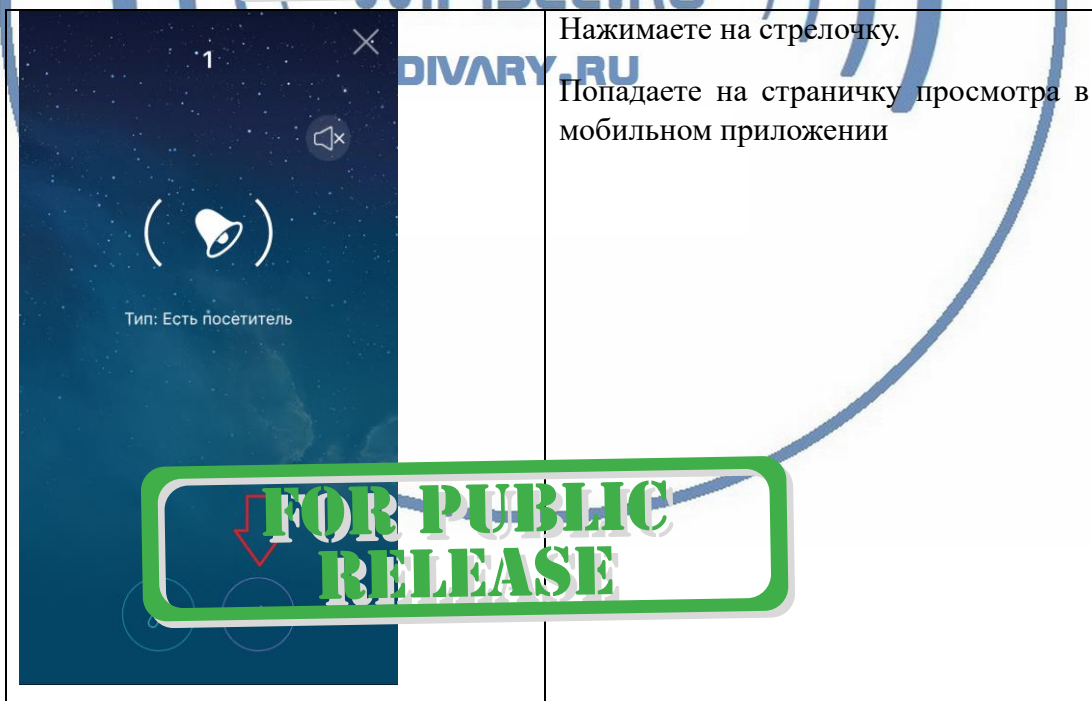 DIVARY.RU
1
Тип: Есть посетитель
Нажимаете на стрелочку.
Попадаете на страничку просмотра в
мобильном приложении
FOR PUBLIC
RELEASE